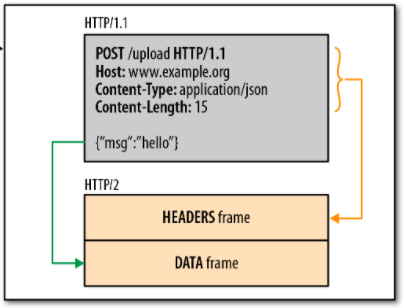 HTTP/1.1
POST /upload HTTP/1.1
Host: www.example.org
Content-Type: application/json
Content-Length: 15
{“msg”:”hello”}
HTTP/2
HEADERS frame
DATA frame